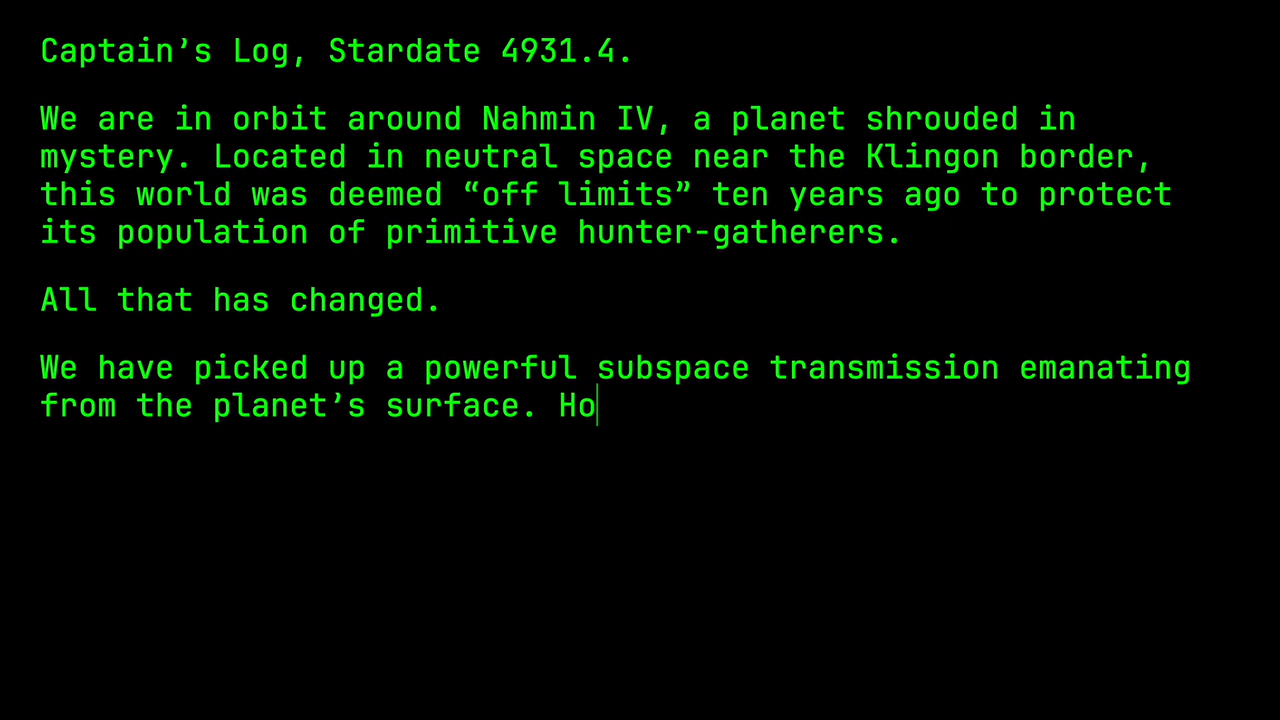 Captain’s Log, Stardate 4931.4.
We are in orbit around Nahmin IV, a planet shrouded in
mystery. Located in neutral space near the Klingon border,
this world was deemed “off limits” ten years ago to protect
its population of primitive hunter-gatherers.
All that has changed.
We have picked up a powerful subspace transmission emanating
from the planet’s surface. Ho